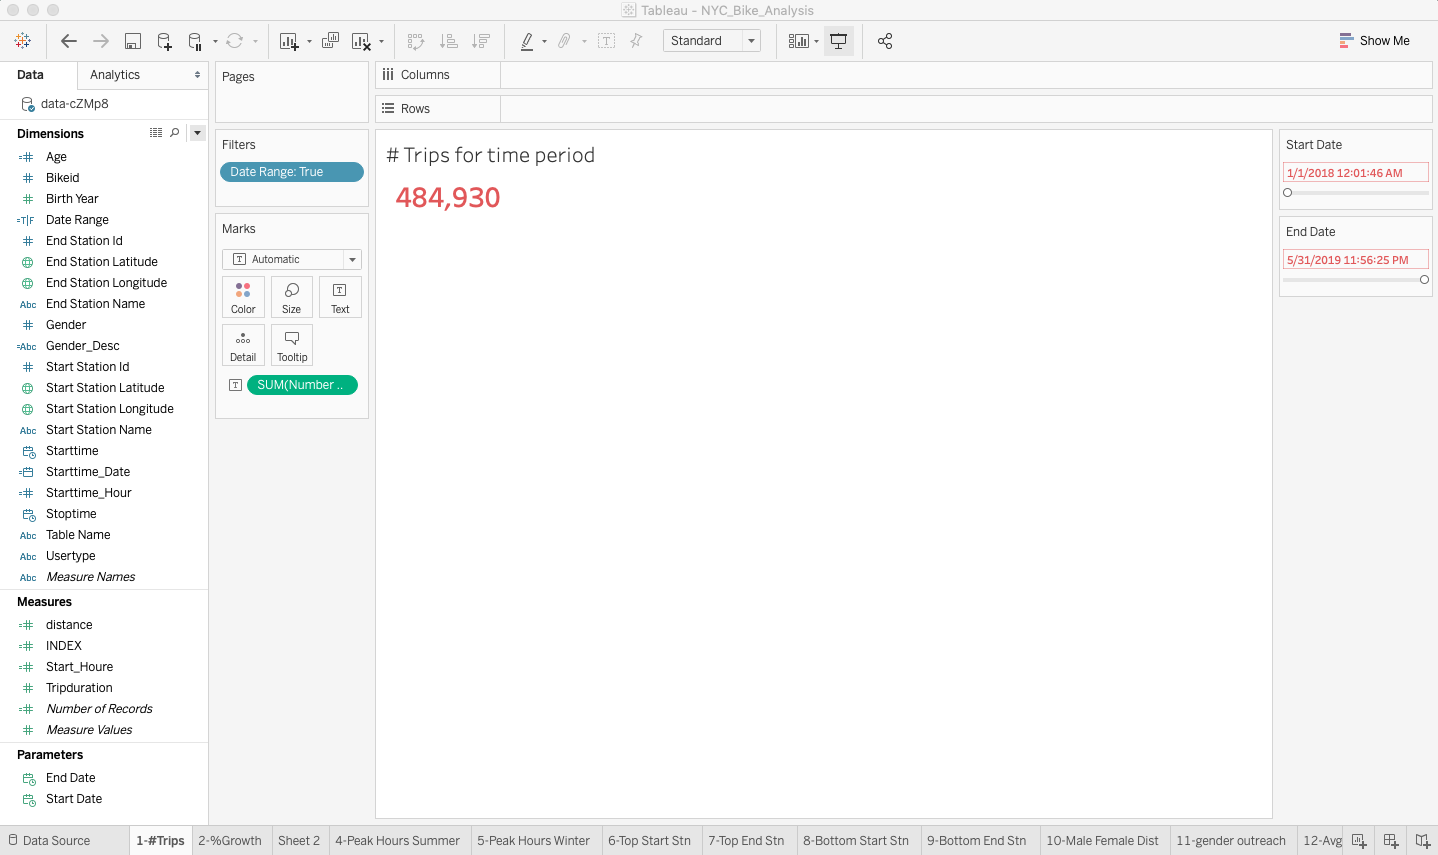 Tableau - NYC_Bike_Analysis
Standard
Show Me
Data
Analytics
data-cZMp8
Dimensions
Age
Bikeid
Birth Year
T|F Date Range
End Station Id
End Station Latitude
End Station Longitude
Abc End Station Name
Gender
Abc Gender_Desc
Start Station Id
Start Station Latitude
Start Station Longitude
Abc Start Station Name
Starttime
Starttime_Date
Starttime_Hour
Stoptime
Abc Table Name
Abc Usertype
Abc Measure Names
Measures
distance
INDEX
Start_Houre
Tripduration
Number of Records
Measure Values
Parameters
End Date
Start Date
Pages
Filters
Date Range: True
Marks
T Automatic
Color
Size
T Text
Detail
Tooltip
T SUM(Number ..
Columns
Rows
# Trips for time period
484,930
Start Date
1/1/2018 12:01:46 AM
End Date
5/31/2019 11:56:25 PM
Data Source
1-#Trips
2-%Growth
Sheet 2
4-Peak Hours Summer
5-Peak Hours Winter
6-Top Start Stn
7-Top End Stn
8-Bottom Start Stn
9-Bottom End Stn
10-Male Female Dist
11-gender outreach
12-Avg